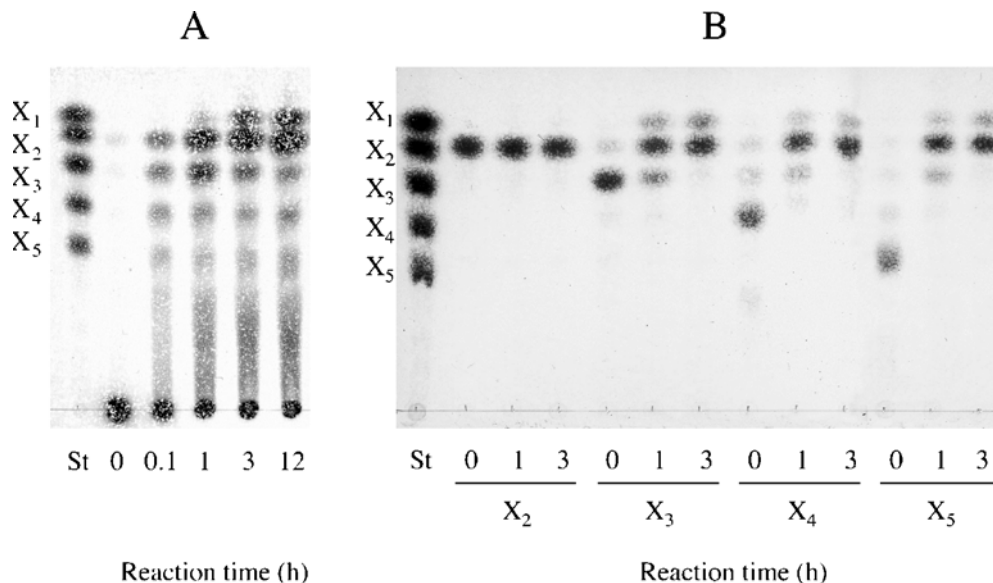 A
B
X1
X2
X3
X4
X5
X1
X2
X3
X4
X5
St 0 0.1 1 3 12
St 0 1 3 0 1 3 0 1 3 0 1 3
X2 X3 X4 X5
Reaction time (h)
Reaction time (h)